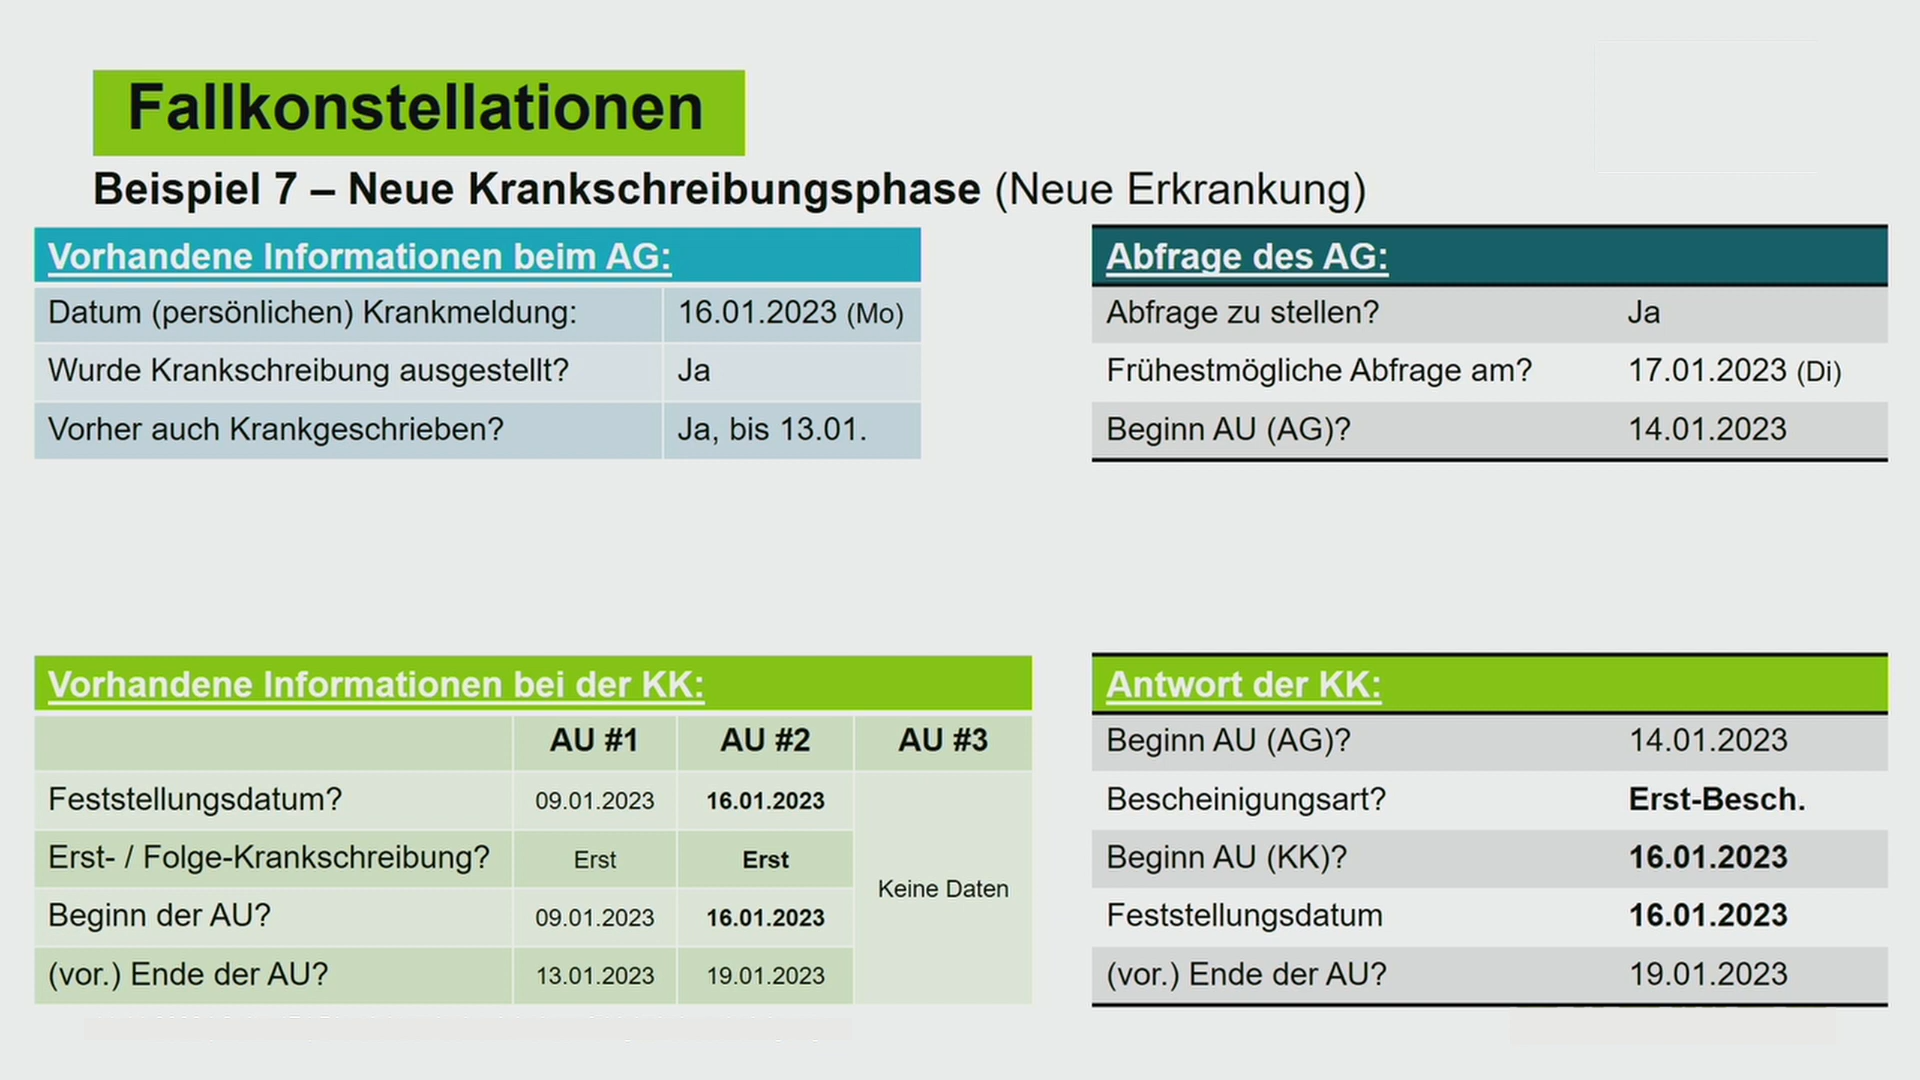 Fallkonstellationen
Beispiel 7 – Neue Krankschreibungsphase (Neue Erkrankung)
Vorhandene Informationen beim AG:
Datum (persönlichen) Krankmeldung: 16.01.2023 (Mo)
Wurde Krankschreibung ausgestellt? Ja
Vorher auch Krankgeschrieben? Ja, bis 13.01.
Abfrage des AG:
Abfrage zu stellen? Ja
Frühestmögliche Abfrage am? 17.01.2023 (Di)
Beginn AU (AG)? 14.01.2023
Vorhandene Informationen bei der KK:
AU #1 AU #2 AU #3
Feststellungsdatum? 09.01.2023 16.01.2023
Erst- / Folge-Krankschreibung? Erst Erst
Keine Daten
Beginn der AU? 09.01.2023 16.01.2023
(vor.) Ende der AU? 13.01.2023 19.01.2023
Antwort der KK:
Beginn AU (AG)? 14.01.2023
Bescheinigungsart? Erst-Besch.
Beginn AU (KK)? 16.01.2023
Feststellungsdatum 16.01.2023
(vor.) Ende der AU? 19.01.2023